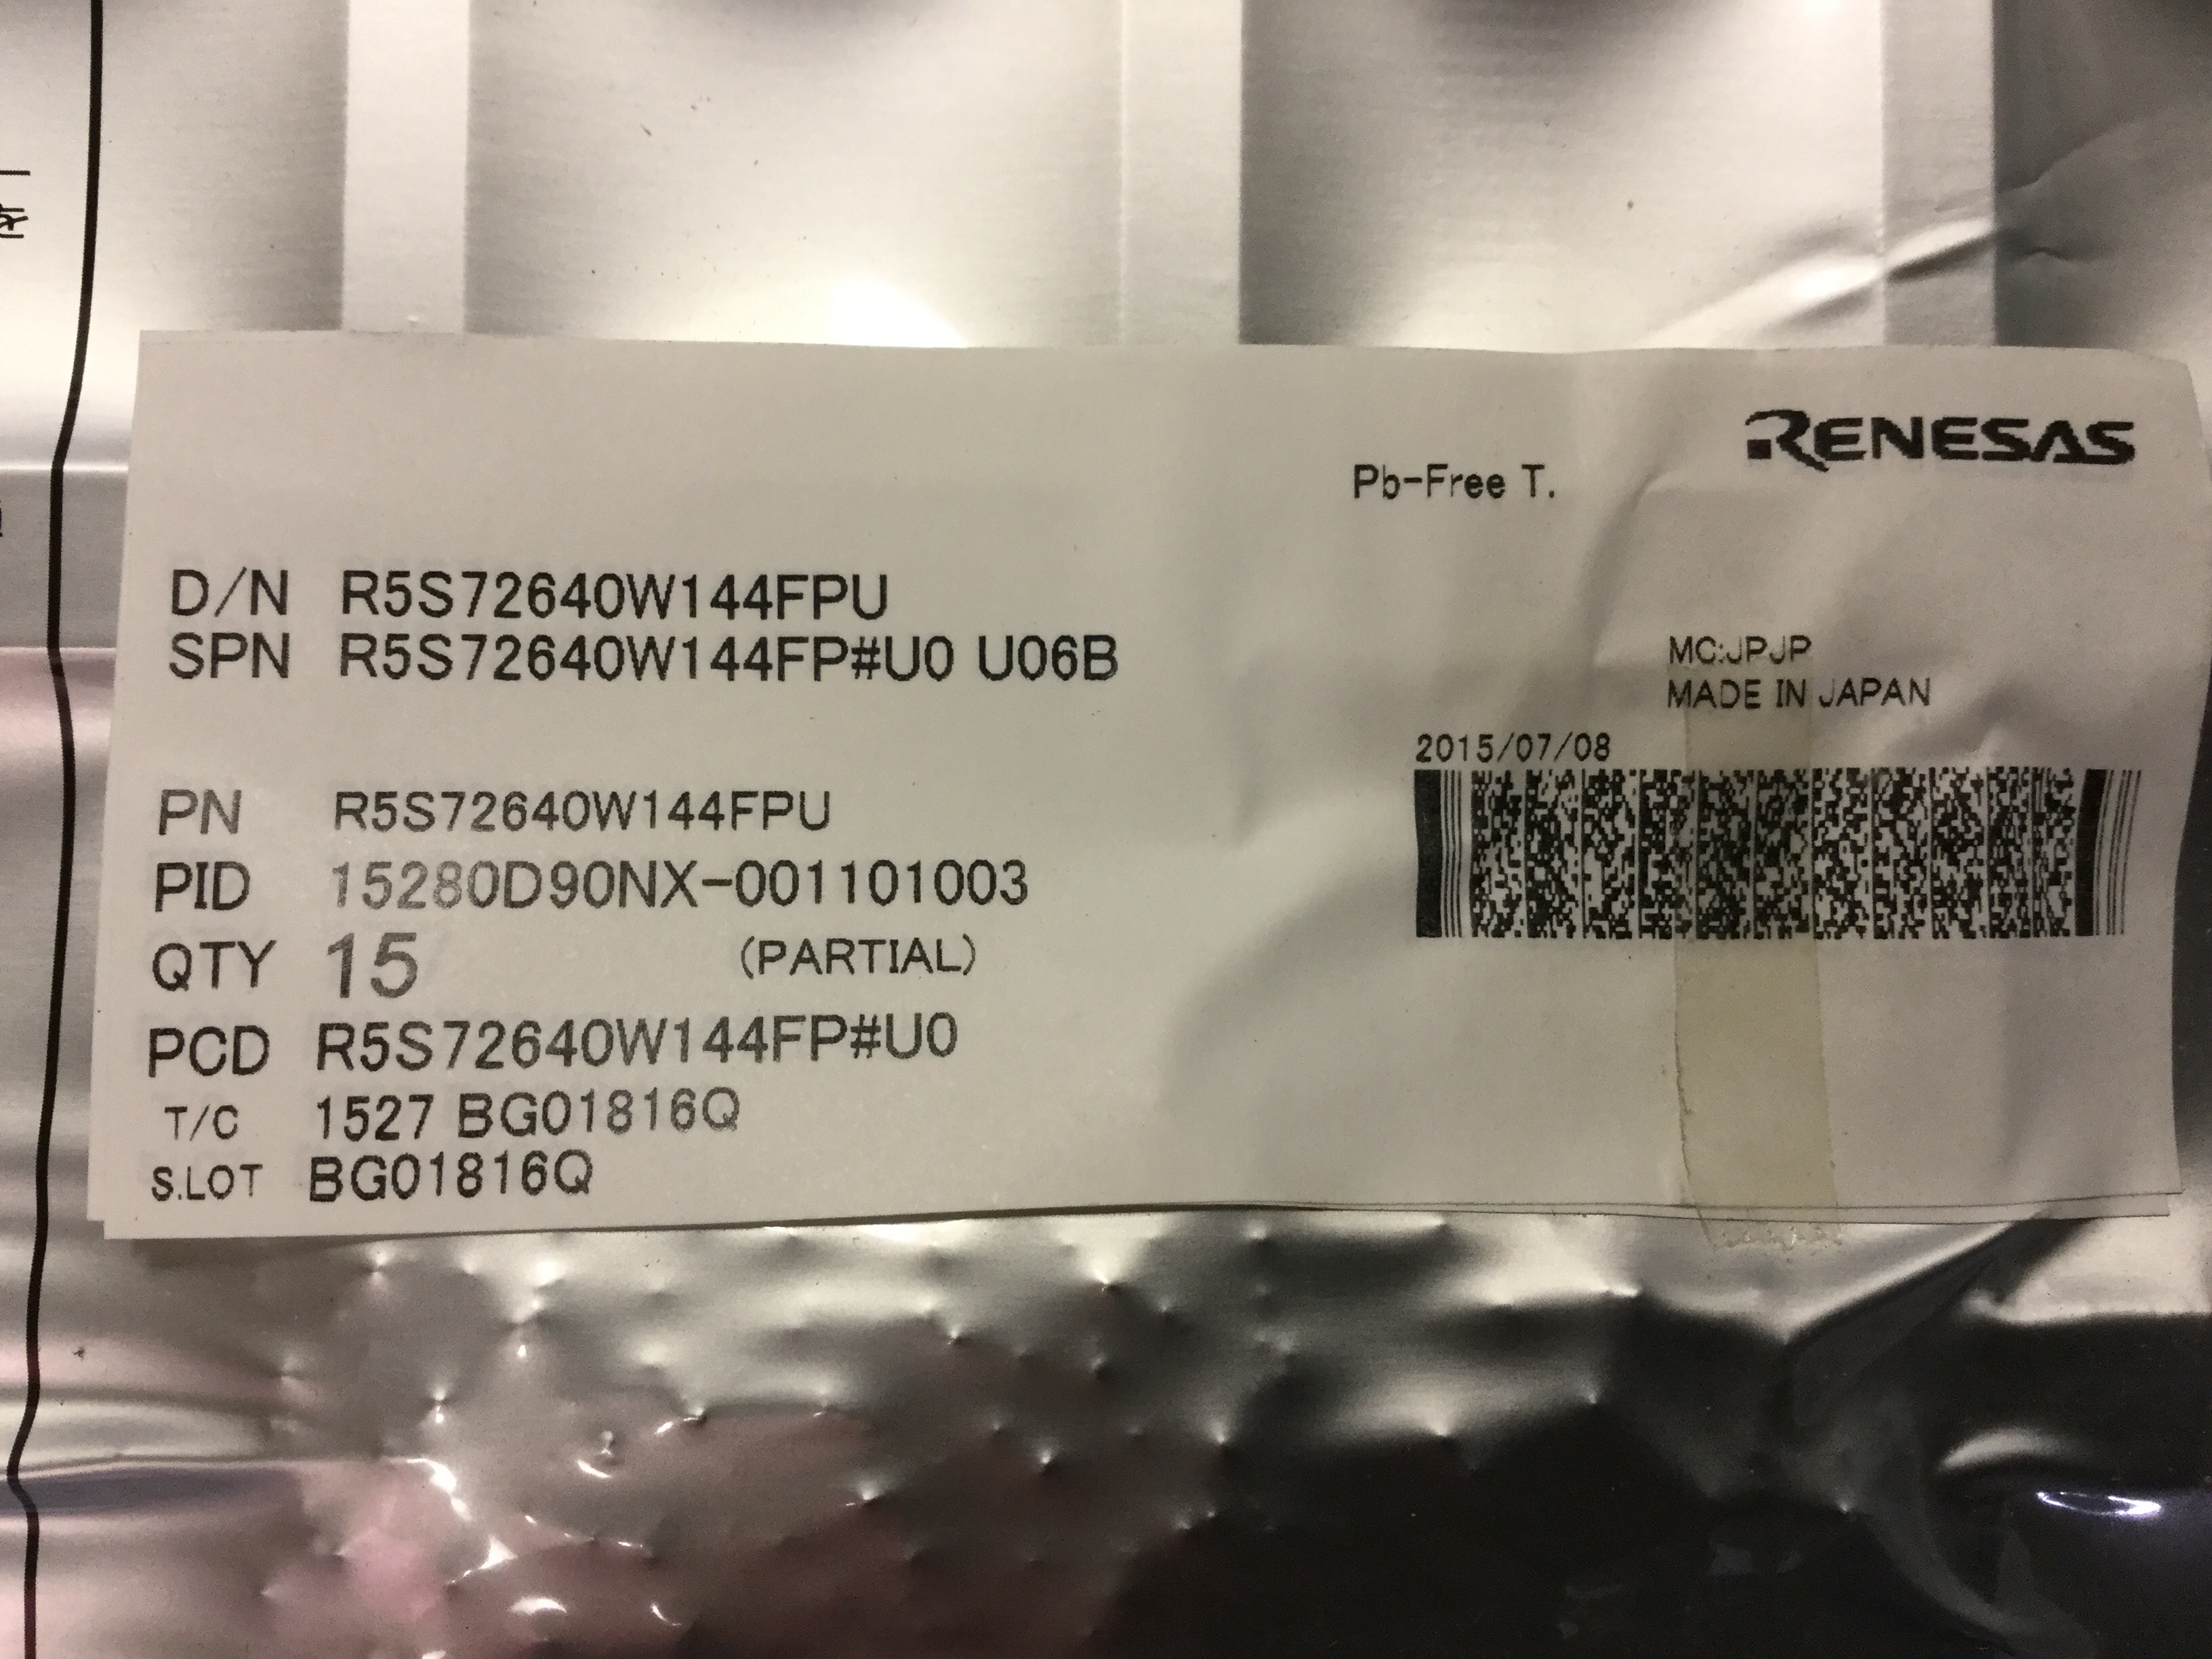 RENESAS
Pb-Free T.
D/N R5S72640W144FPU
SPN R5S72640W144FP#U0 U06B
MC:JPJP
MADE IN JAPAN
2015/07/08
PN R5S72640W144FPU
PID 15280D90NX-001101003
QTY 15 (PARTIAL)
PCD R5S72640W144FP#U0
T/C 1527 BG01816Q
S.LOT BG01816Q